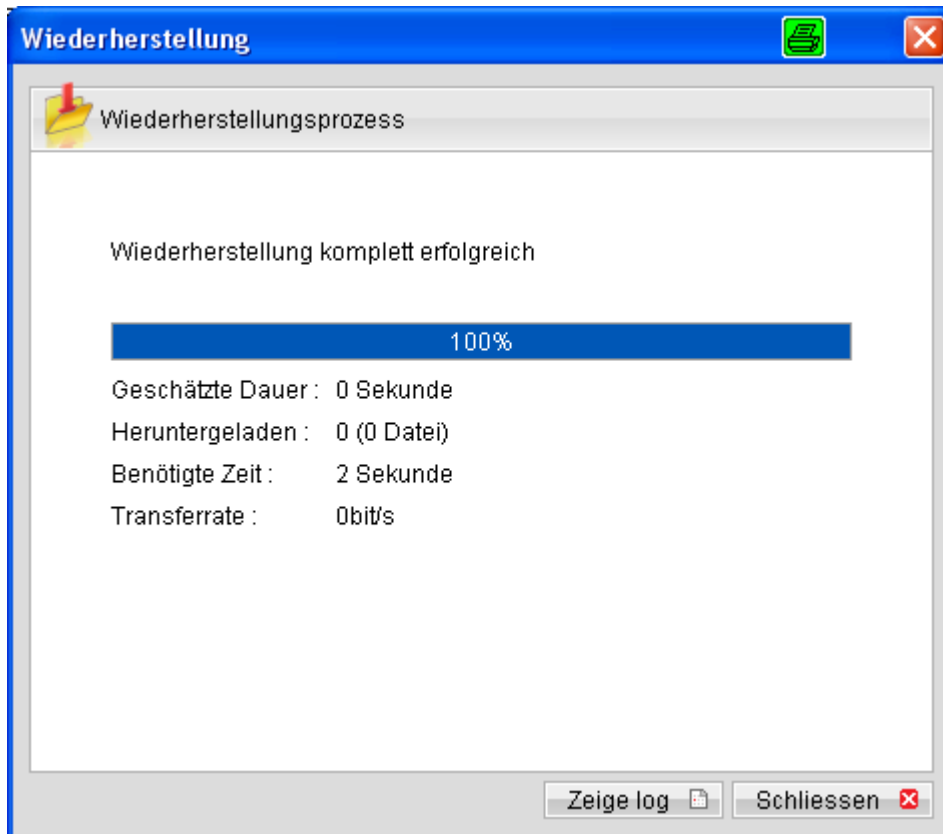 Wiederherstellung
Wiederherstellungsprozess
Wiederherstellung komplett erfolgreich
100%
Geschätzte Dauer : 0 Sekunde
Heruntergeladen : 0 (0 Datei)
Benötigte Zeit : 2 Sekunde
Transferrate : 0bit/s
Zeige log Schliessen